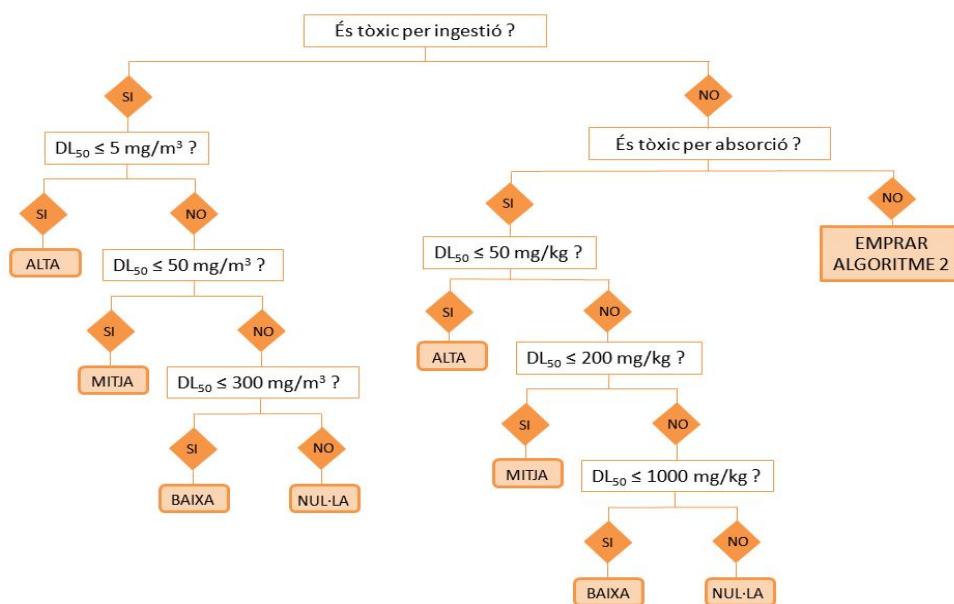 És tòxic per ingestió ?
SI
NO
DL₅₀ ≤ 5 mg/m³ ?
És tòxic per absorció ?
SI
NO
SI
NO
ALTA
DL₅₀ ≤ 50 mg/m³ ?
DL₅₀ ≤ 50 mg/kg ?
EMPRAR
ALGORITME 2
SI
NO
SI
NO
MITJA
DL₅₀ ≤ 300 mg/m³ ?
ALTA
DL₅₀ ≤ 200 mg/kg ?
SI
NO
SI
NO
BAIXA
NUL·LA
MITJA
DL₅₀ ≤ 1000 mg/kg ?
SI
NO
BAIXA
NUL·LA